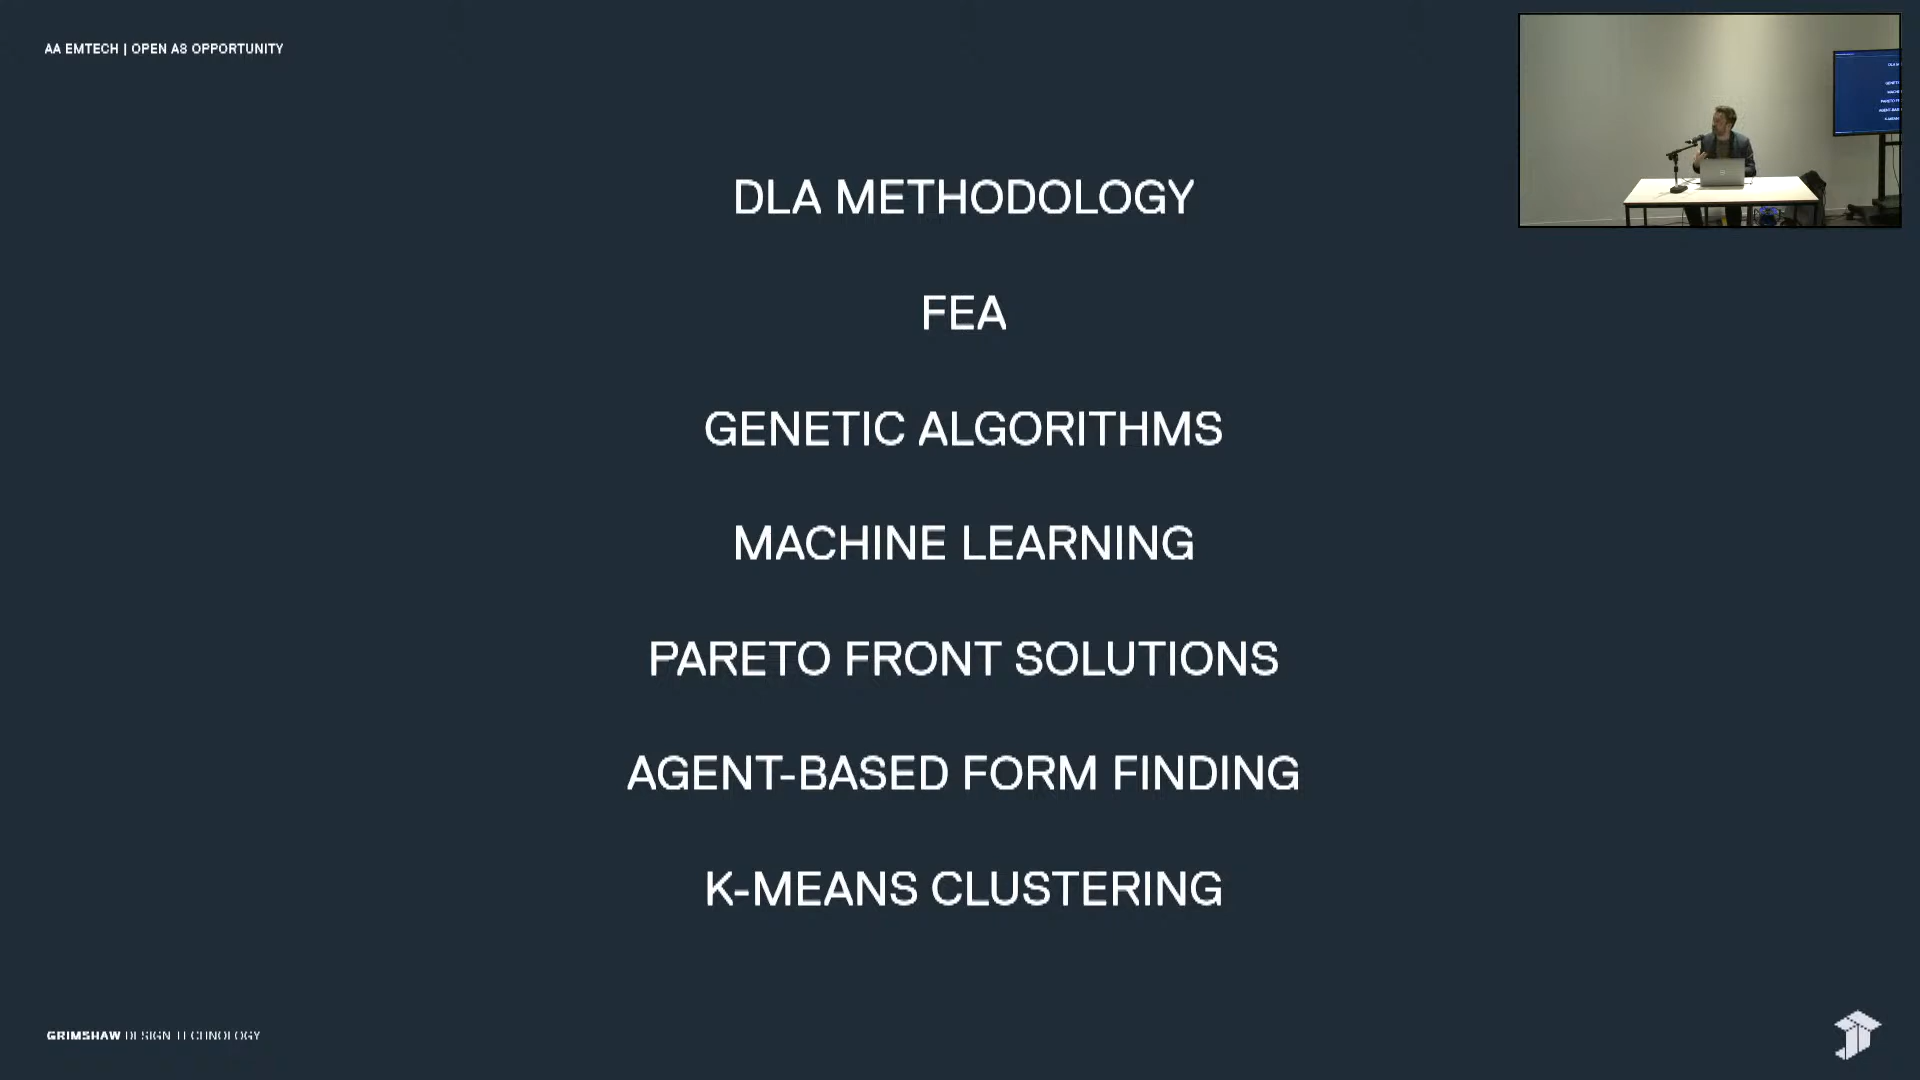 AA EMTECH | OPEN AS OPPORTUNITY
DLA METHODOLOGY
FEA
GENETIC ALGORITHMS
MACHINE LEARNING
PARETO FRONT SOLUTIONS
AGENT-BASED FORM FINDING
K-MEANS CLUSTERING
GRIMSHAW DESIGN TECHNOLOGY